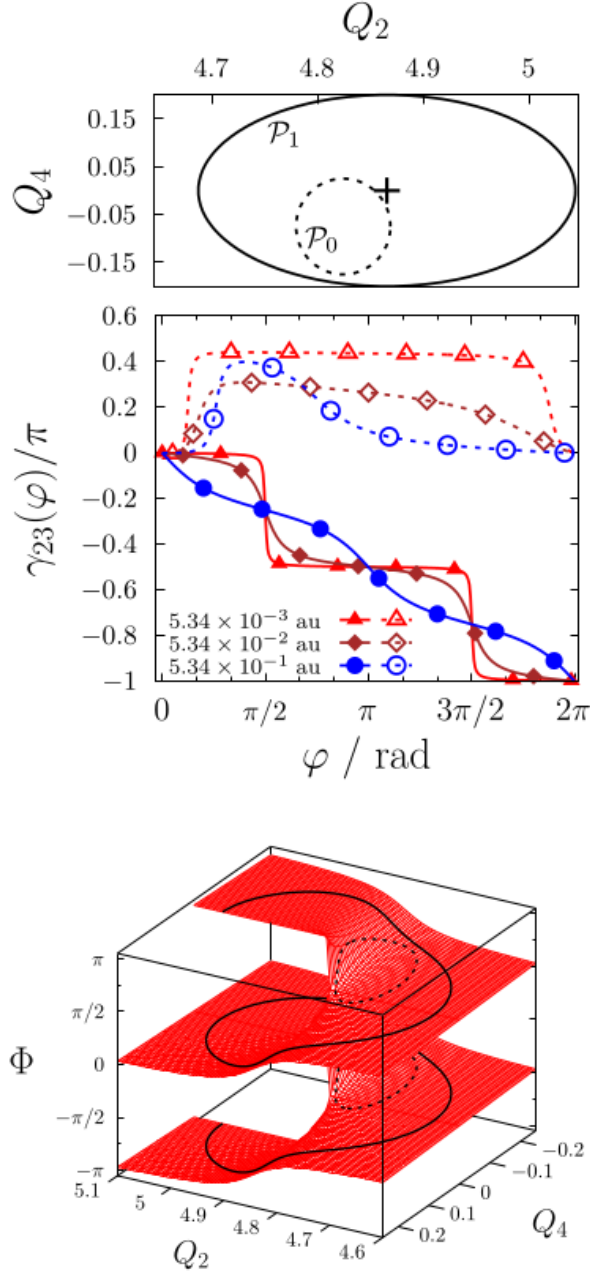 Q₂
4.7 4.8 4.9 5
Q₄
0.15
0.05
−0.05
−0.15
𝒫₁
𝒫₀
γ₂₃(φ)/π
0.6
0.4
0.2
0
−0.2
−0.4
−0.6
−0.8
−1
5.34 × 10⁻³ au
5.34 × 10⁻² au
5.34 × 10⁻¹ au
0 π/2 π 3π/2 2π
φ / rad
Φ
π
π/2
0
−π/2
−π
5.1 5 4.9 4.8 4.7 4.6
Q₂
0.2 0.1 0 −0.1 −0.2
Q₄